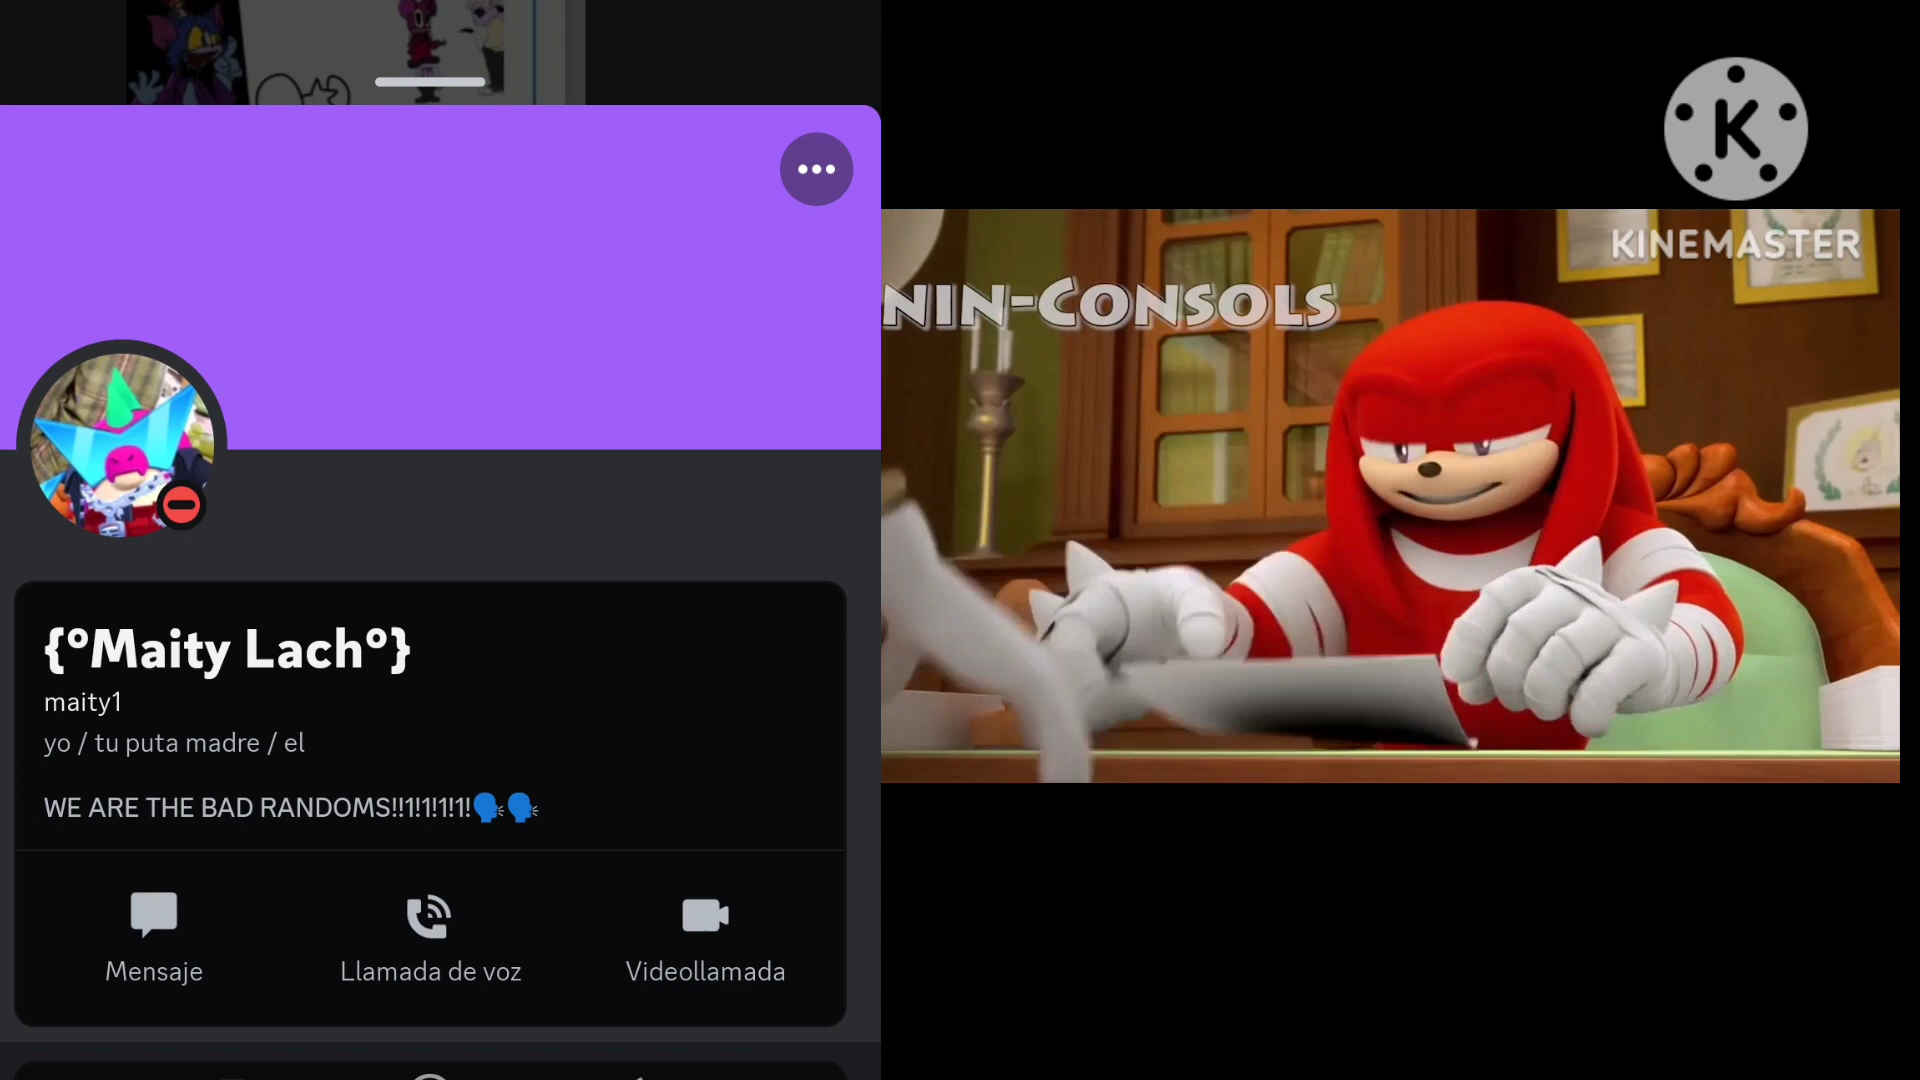 {°Maity Lach°}
maity1
yo / tu puta madre / el
WE ARE THE BAD RANDOMS!!1!1!1!1!🗣️🗣️
Mensaje
Llamada de voz
Videollamada
K
KINEMASTER
NIN-CONSOLS